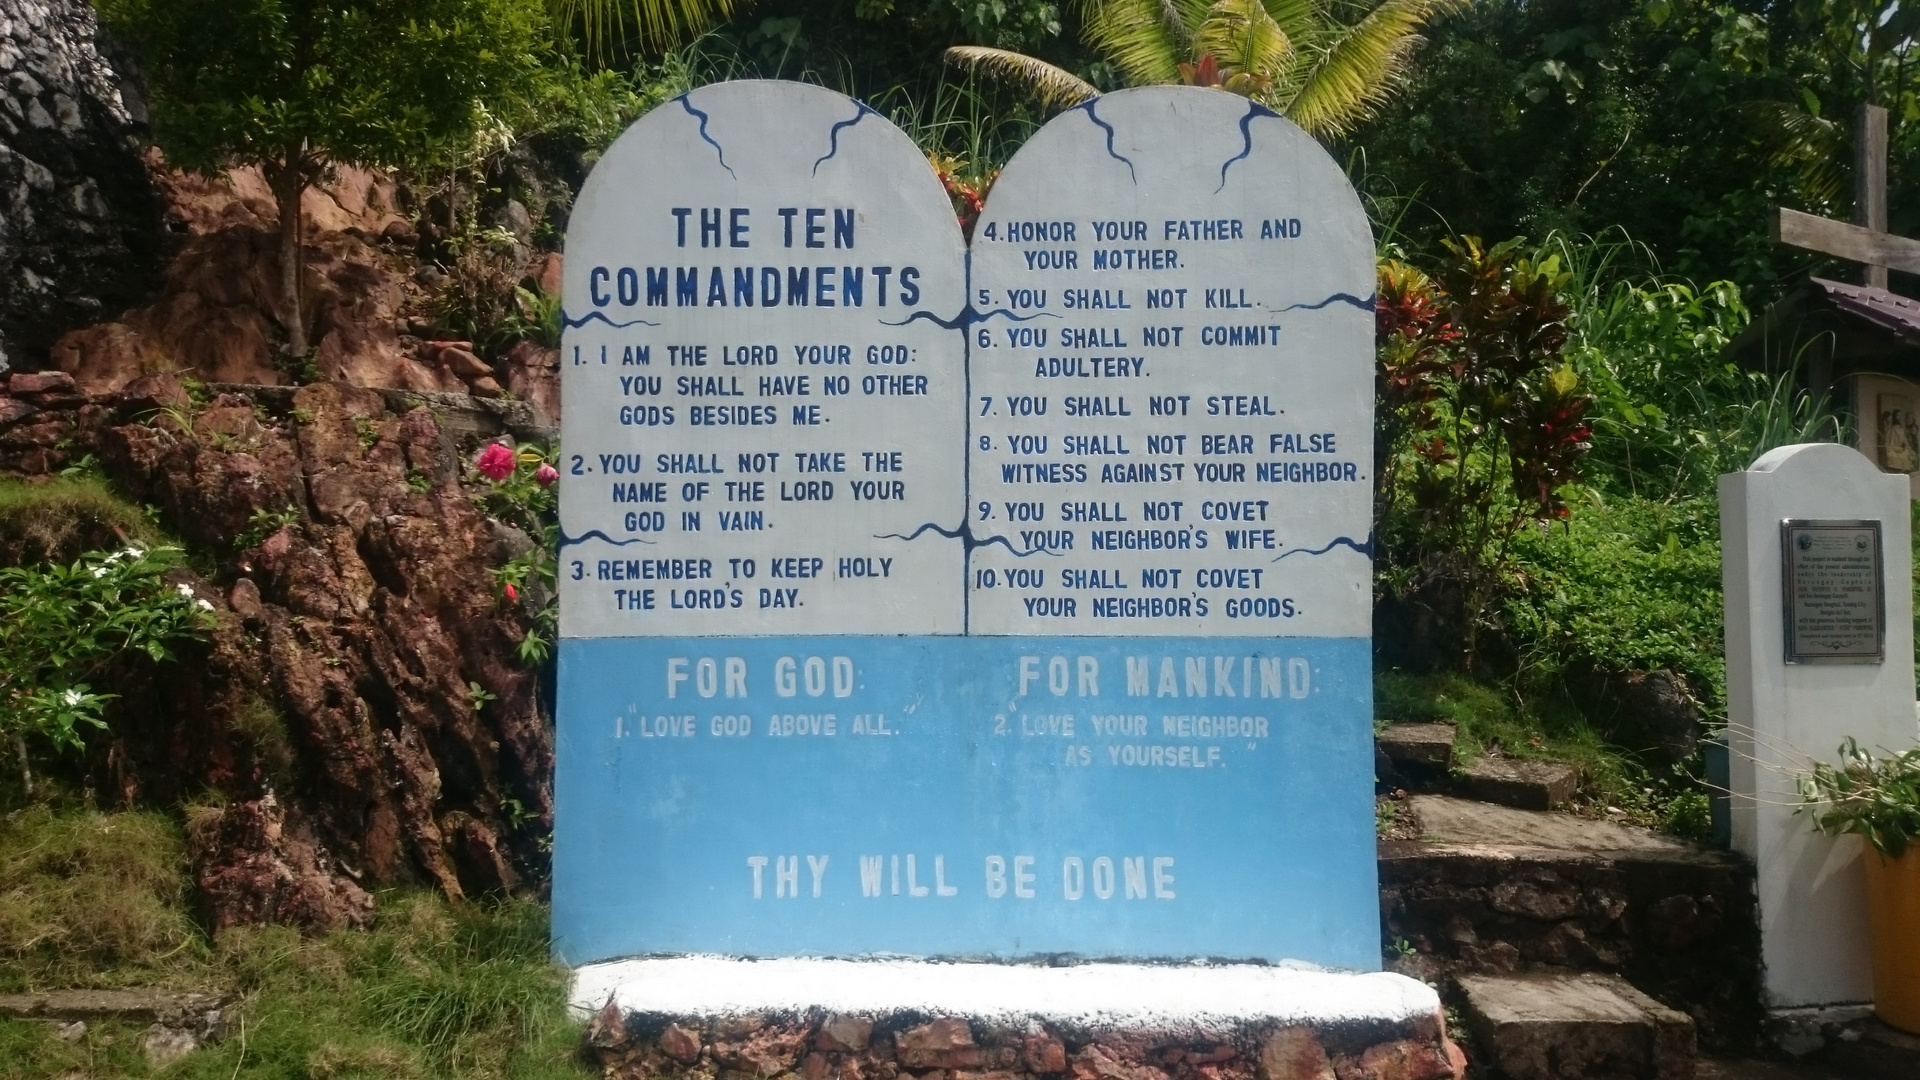 THE TEN
COMMANDMENTS
1. I AM THE LORD YOUR GOD:
YOU SHALL HAVE NO OTHER
GODS BESIDES ME.
2. YOU SHALL NOT TAKE THE
NAME OF THE LORD YOUR
GOD IN VAIN.
3. REMEMBER TO KEEP HOLY
THE LORD'S DAY.
4. HONOR YOUR FATHER AND
YOUR MOTHER.
5. YOU SHALL NOT KILL.
6. YOU SHALL NOT COMMIT
ADULTERY.
7. YOU SHALL NOT STEAL.
8. YOU SHALL NOT BEAR FALSE
WITNESS AGAINST YOUR NEIGHBOR.
9. YOU SHALL NOT COVET
YOUR NEIGHBOR'S WIFE.
10. YOU SHALL NOT COVET
YOUR NEIGHBOR'S GOODS.
FOR GOD:
1. "LOVE GOD ABOVE ALL."
FOR MANKIND:
2. "LOVE YOUR NEIGHBOR
AS YOURSELF."
THY WILL BE DONE